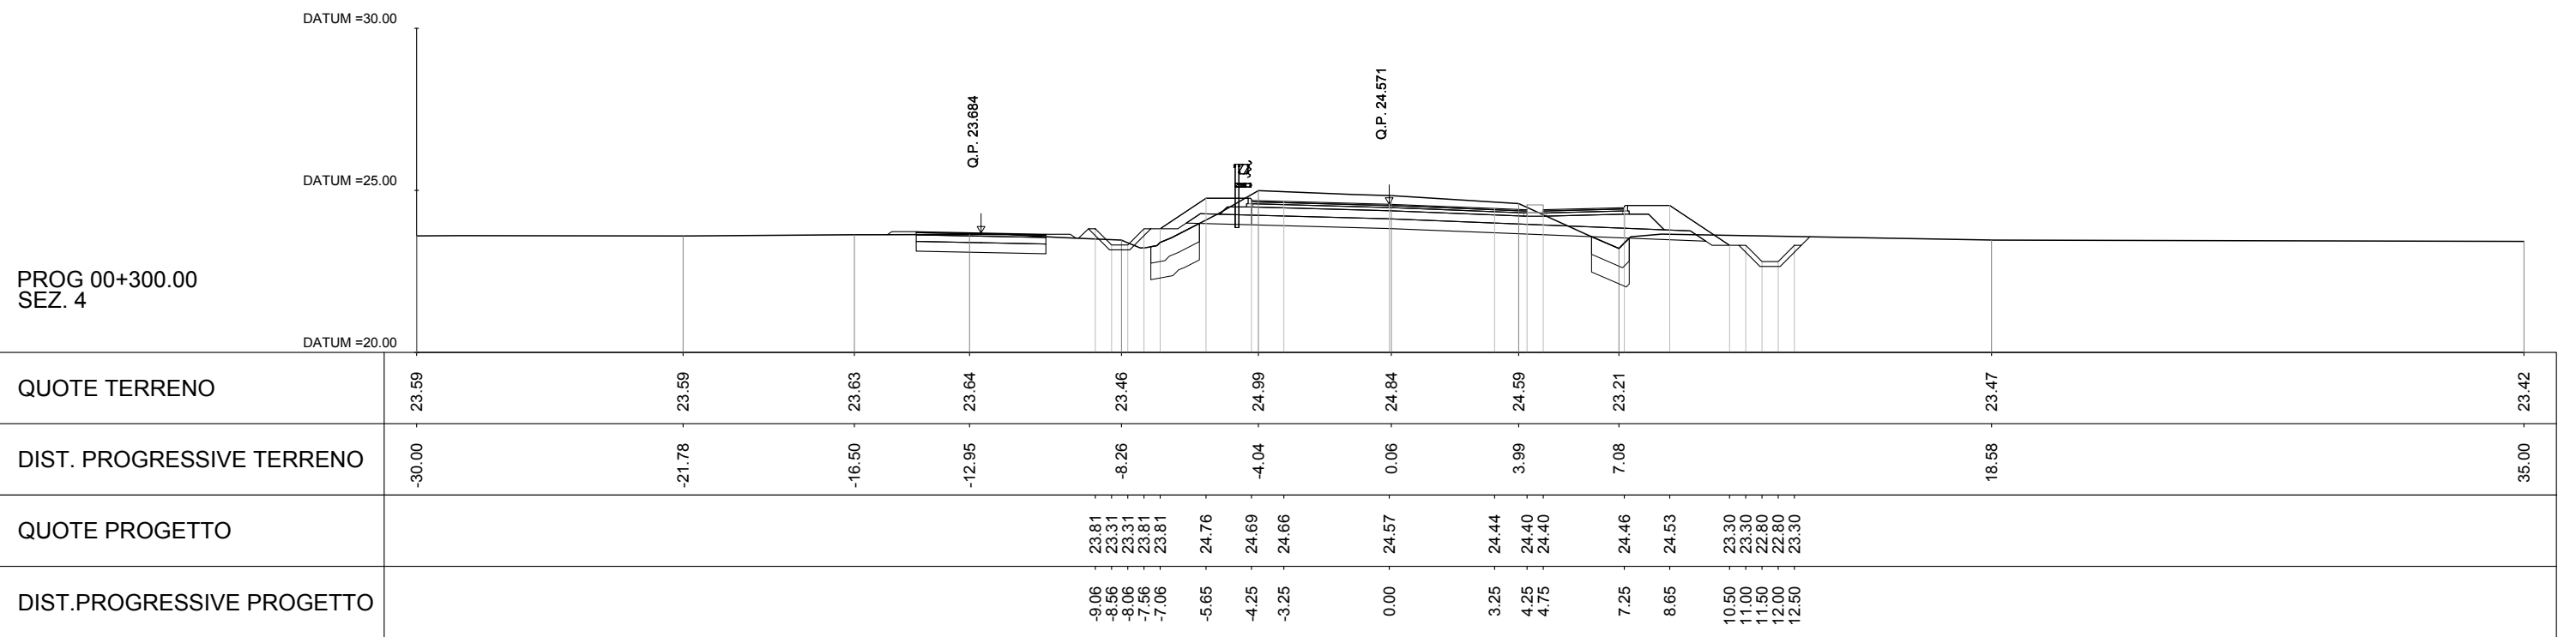 DATUM =30.00
Q.P. 24.571
Q.P. 23.684
DATUM =25.00
PROG 00+300.00
SEZ. 4
DATUM =20.00
QUOTE TERRENO 23.59 23.59 23.63 23.64 23.46 24.99 24.84 24.59 23.21 23.47 23.42
DIST. PROGRESSIVE TERRENO -30.00 -21.78 -16.50 -12.95 -8.26 -4.04 0.06 3.99 7.08 18.58 35.00
QUOTE PROGETTO 23.81 23.31 23.31 23.81 23.81 24.76 24.69 24.66 24.57 24.44 24.40 24.40 24.46 24.53 23.30 23.30 22.80 22.80 23.30
DIST.PROGRESSIVE PROGETTO -9.06 -8.56 -8.06 -7.56 -7.06 -5.65 -4.25 -3.25 0.00 3.25 4.25 4.75 7.25 8.65 10.50 11.00 11.50 12.00 12.50